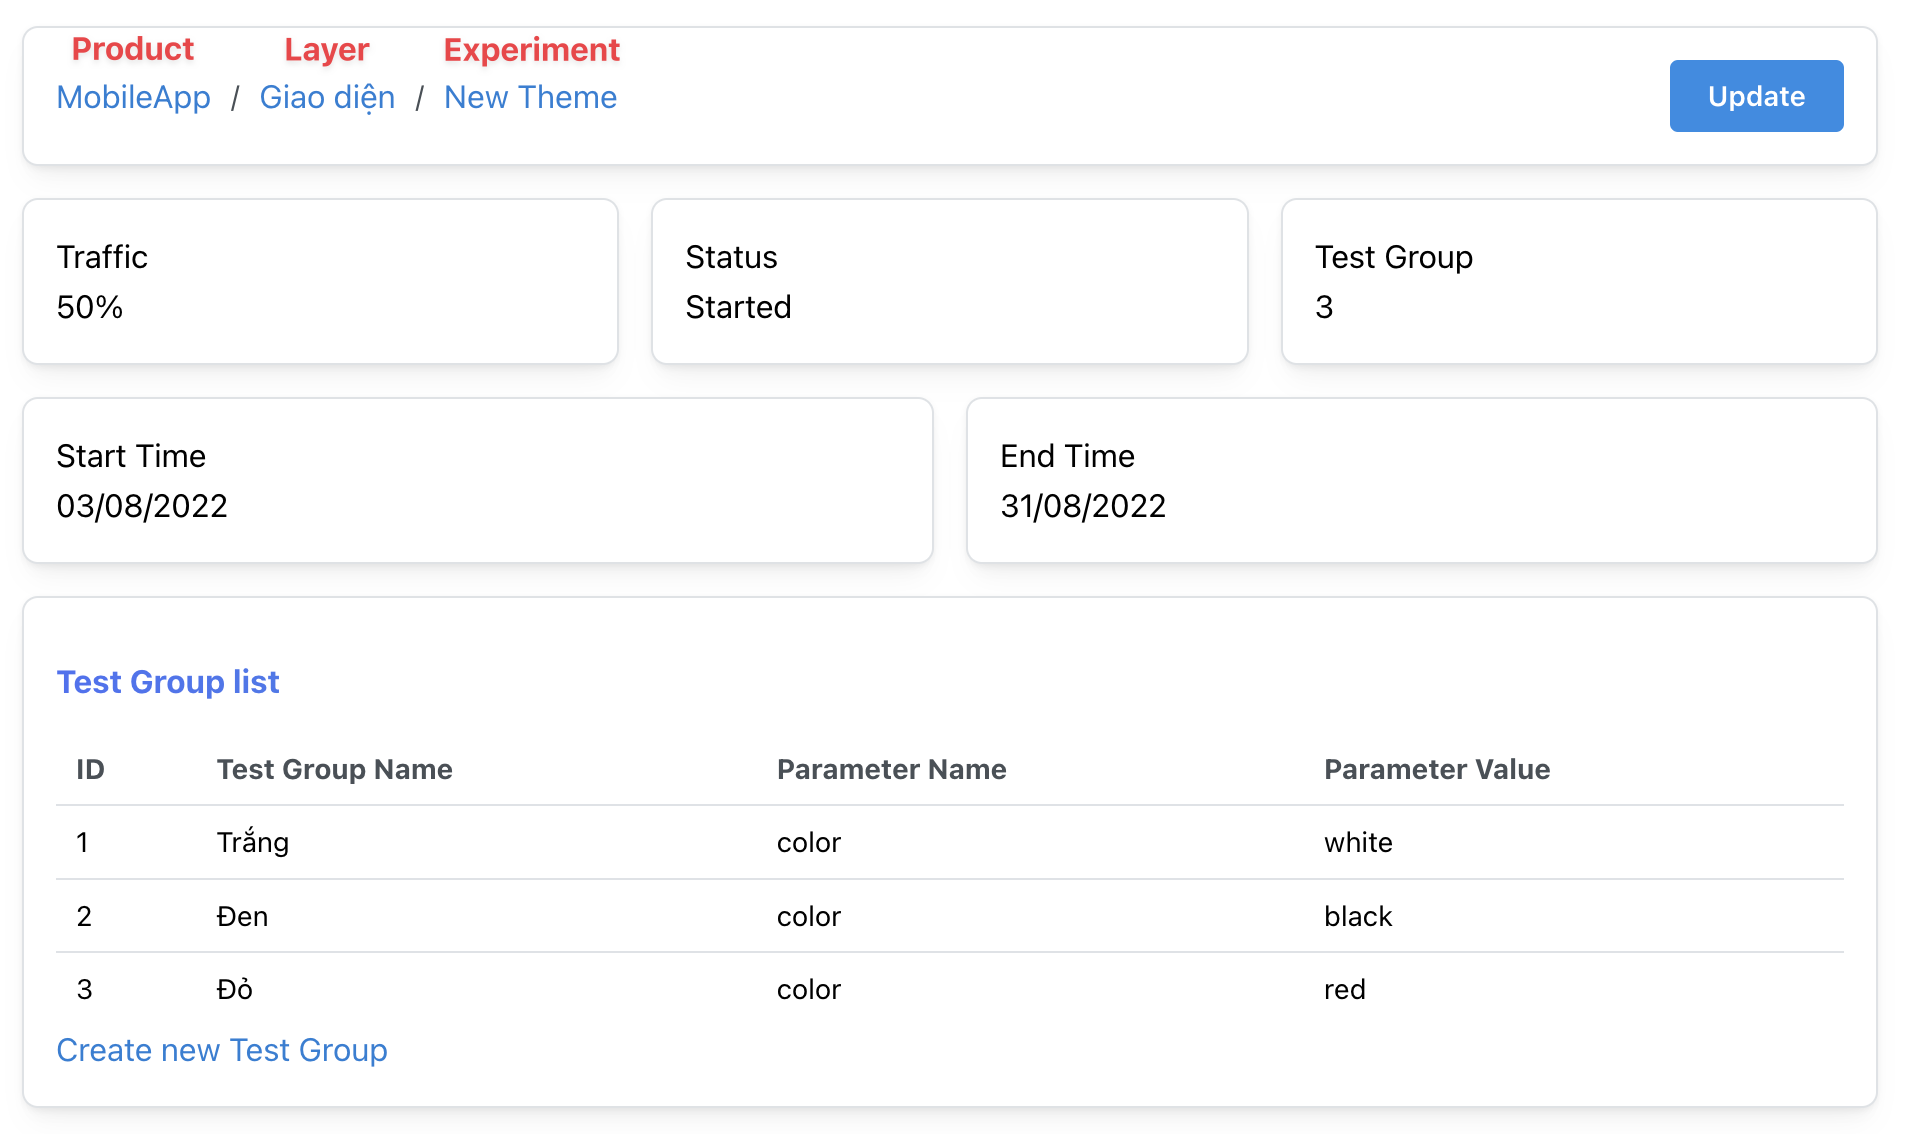 Product Layer Experiment
MobileApp / Giao diện / New Theme
Update
Traffic
50%
Status
Started
Test Group
3
Start Time
03/08/2022
End Time
31/08/2022
Test Group list
ID Test Group Name Parameter Name Parameter Value
1 Trắng color white
2 Đen color black
3 Đỏ color red
Create new Test Group